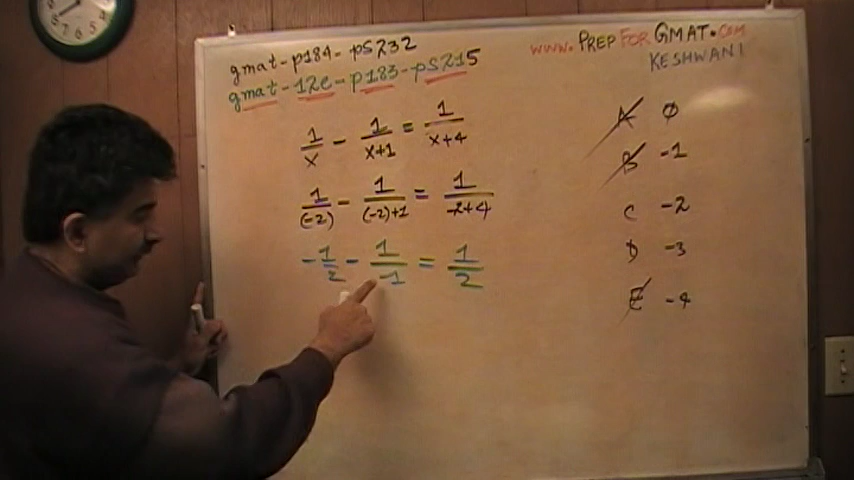 gmat-p184-ps232
gmat-12e-p183-ps215
www.PrepForGmat.com
KESHWANI
1/x - 1/x+1 = 1/x+4
1/(-2) - 1/(-2)+1 = 1/-2+4
-1/2 - 1/-1 = 1/2
A 0
B -1
C -2
D -3
E -4